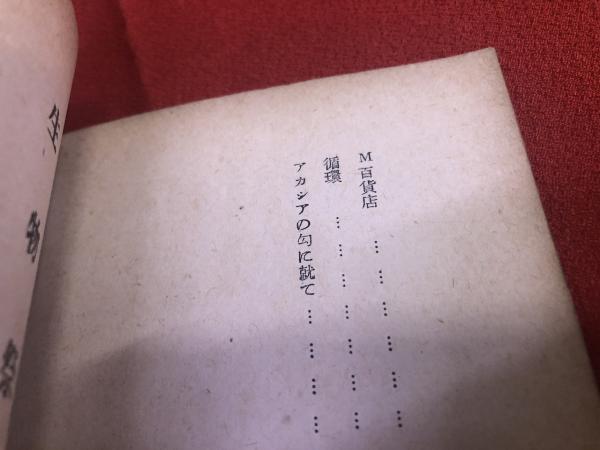 M百貨店 … … … … … …
循環 … … … … … … …
アカシアの匂に就て … … … …